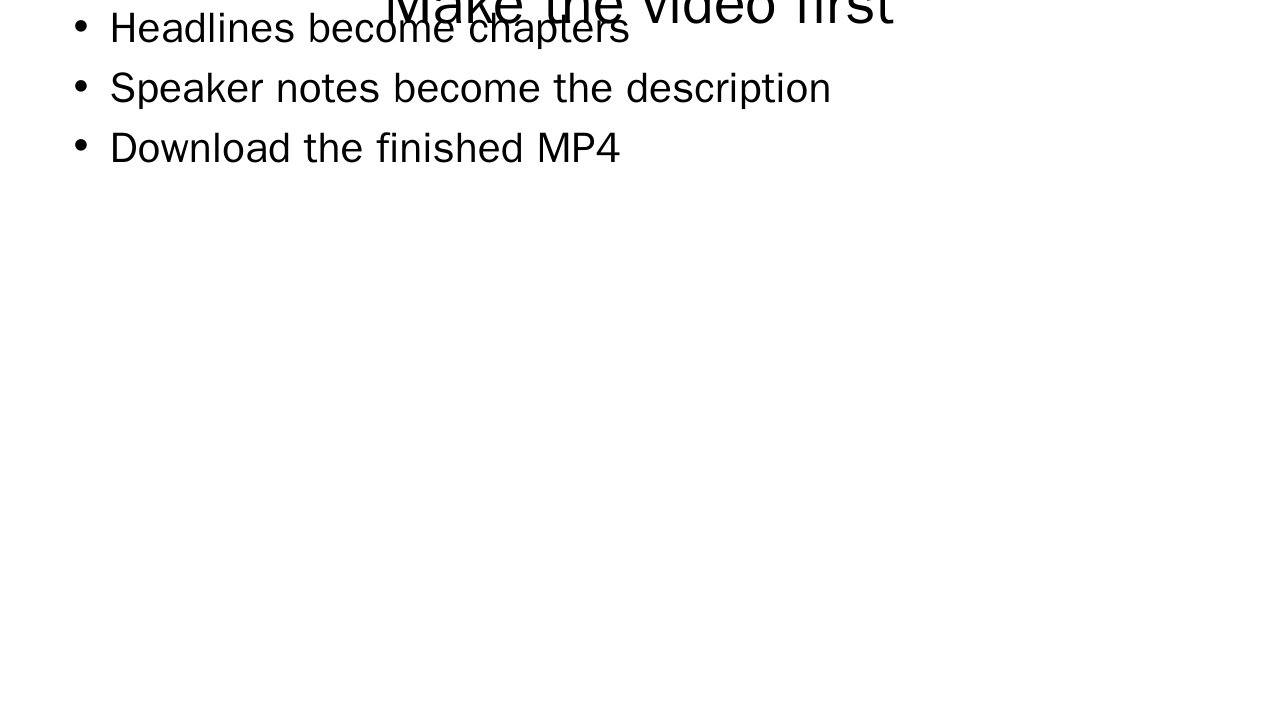 Make the video first
• Headlines become chapters
• Speaker notes become the description
• Download the finished MP4